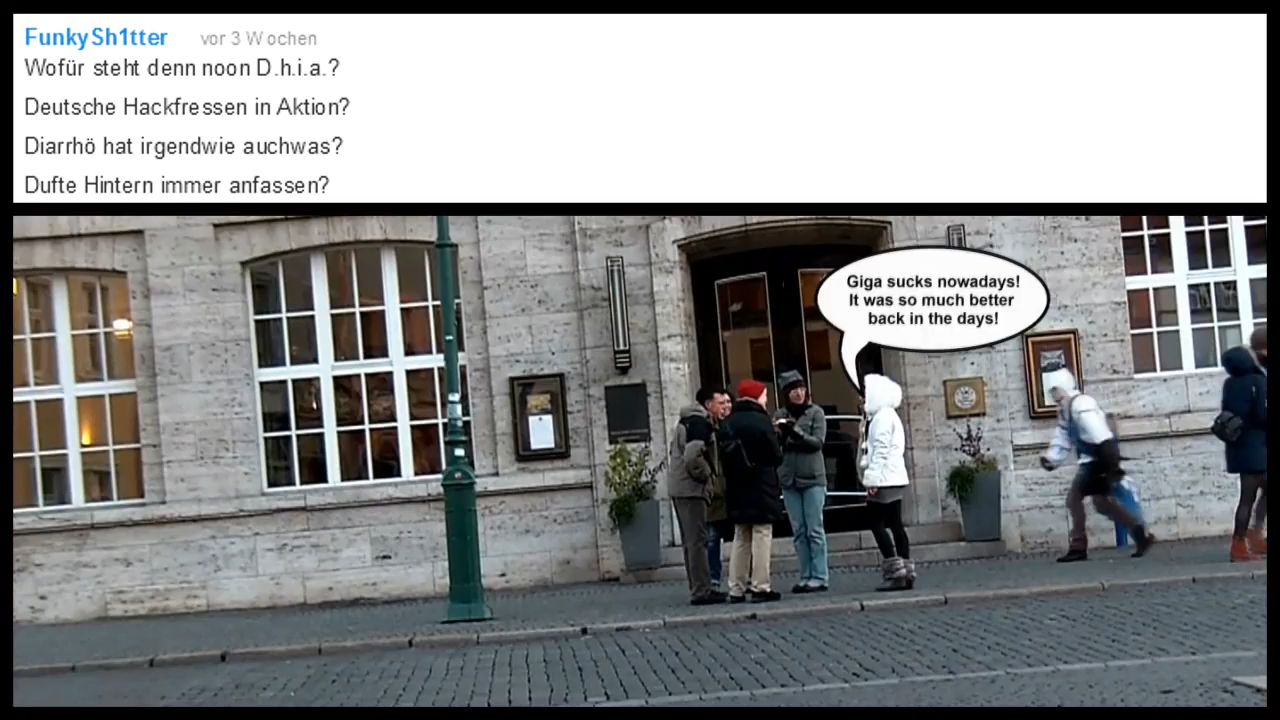 FunkySh1tter vor 3 Wochen
Wofür steht denn noon D.h.i.a.?
Deutsche Hackfressen in Aktion?
Diarrhö hat irgendwie auchwas?
Dufte Hintern immer anfassen?
Giga sucks nowadays!
It was so much better
back in the days!